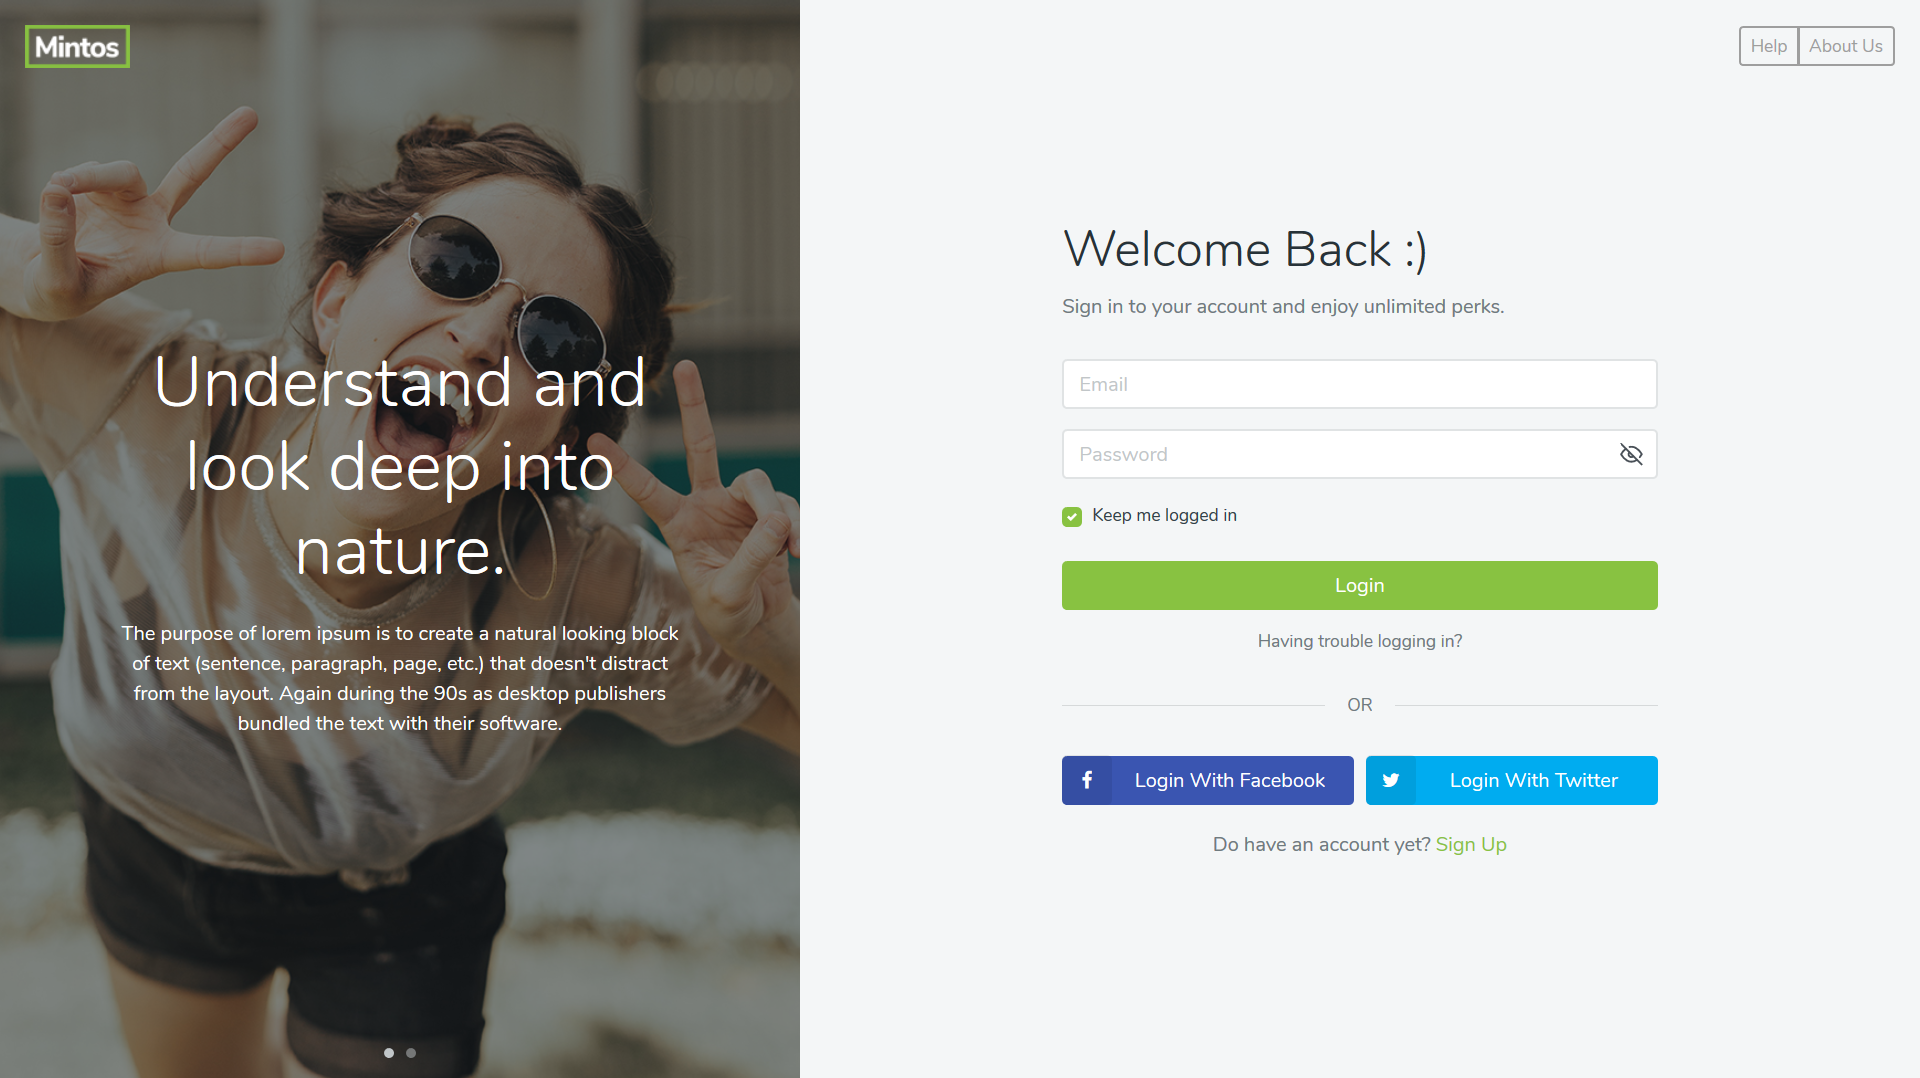 Mintos
Understand and
look deep into
nature.
The purpose of lorem ipsum is to create a natural looking block
of text (sentence, paragraph, page, etc.) that doesn't distract
from the layout. Again during the 90s as desktop publishers
bundled the text with their software.
Help
About Us
Welcome Back :)
Sign in to your account and enjoy unlimited perks.
Email
Password
Keep me logged in
Login
Having trouble logging in?
OR
Login With Facebook
Login With Twitter
Do have an account yet? Sign Up